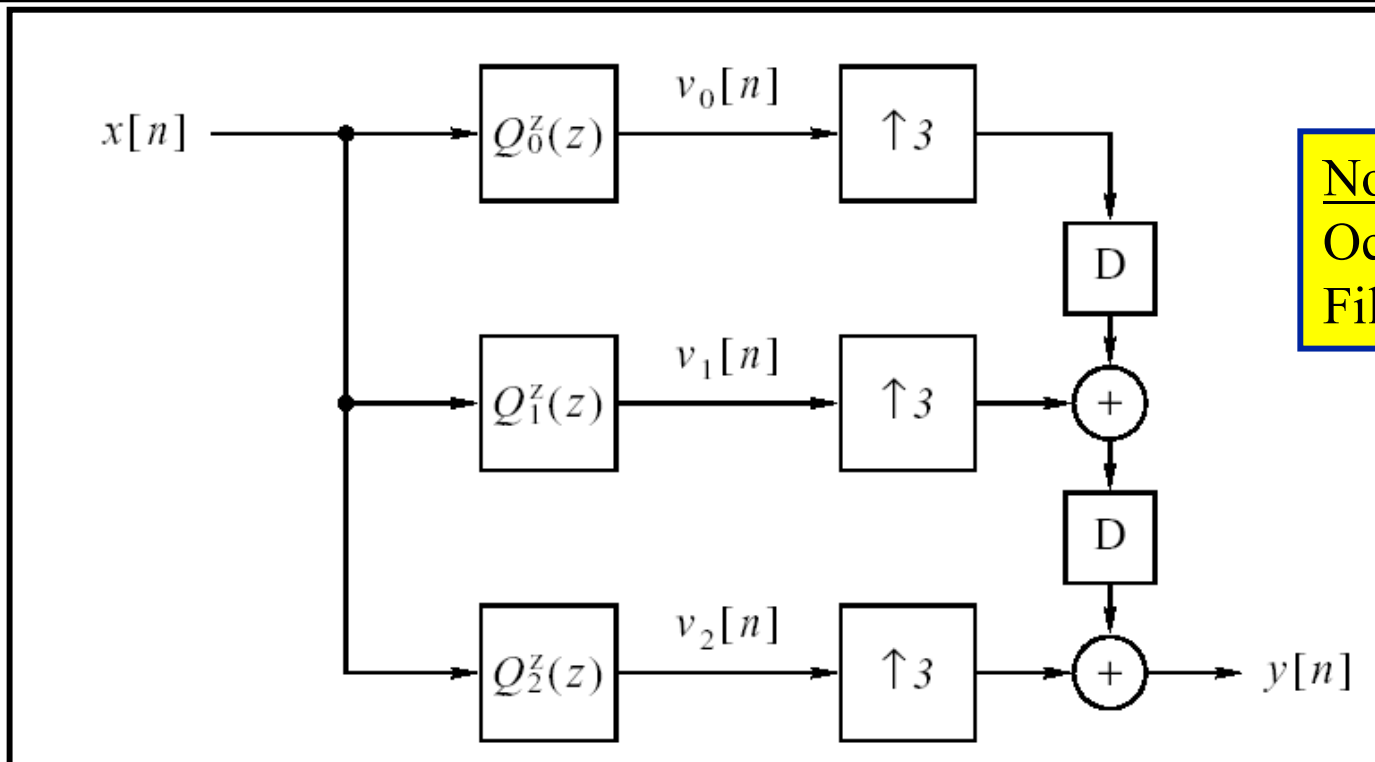 x[n]
Q₀ᶻ(z)
v₀[n]
↑3
D
Q₁ᶻ(z)
v₁[n]
↑3
+
D
Q₂ᶻ(z)
v₂[n]
↑3
+
y[n]